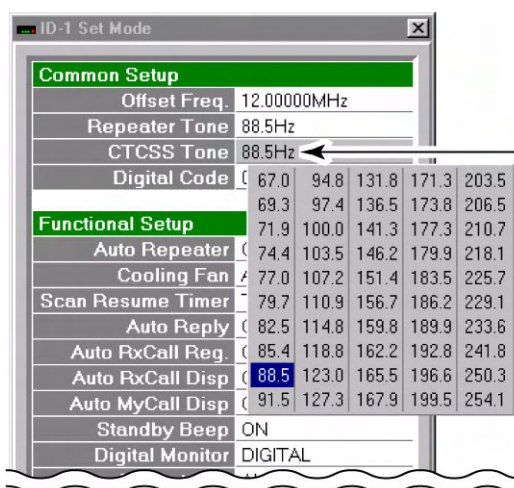 ID-1 Set Mode
Common Setup
Offset Freq. 12.00000MHz
Repeater Tone 88.5Hz
CTCSS Tone 88.5Hz
Digital Code
67.0 94.8 131.8 171.3 203.5
69.3 97.4 136.5 173.8 206.5
Functional Setup
71.9 100.0 141.3 177.3 210.7
Auto Repeater
74.4 103.5 146.2 179.9 218.1
Cooling Fan
77.0 107.2 151.4 183.5 225.7
Scan Resume Timer
79.7 110.9 156.7 186.2 229.1
Auto Reply
82.5 114.8 159.8 189.9 233.6
Auto RxCall Reg.
85.4 118.8 162.2 192.8 241.8
Auto RxCall Disp
88.5 123.0 165.5 196.6 250.3
Auto MyCall Disp
91.5 127.3 167.9 199.5 254.1
Standby Beep ON
Digital Monitor DIGITAL